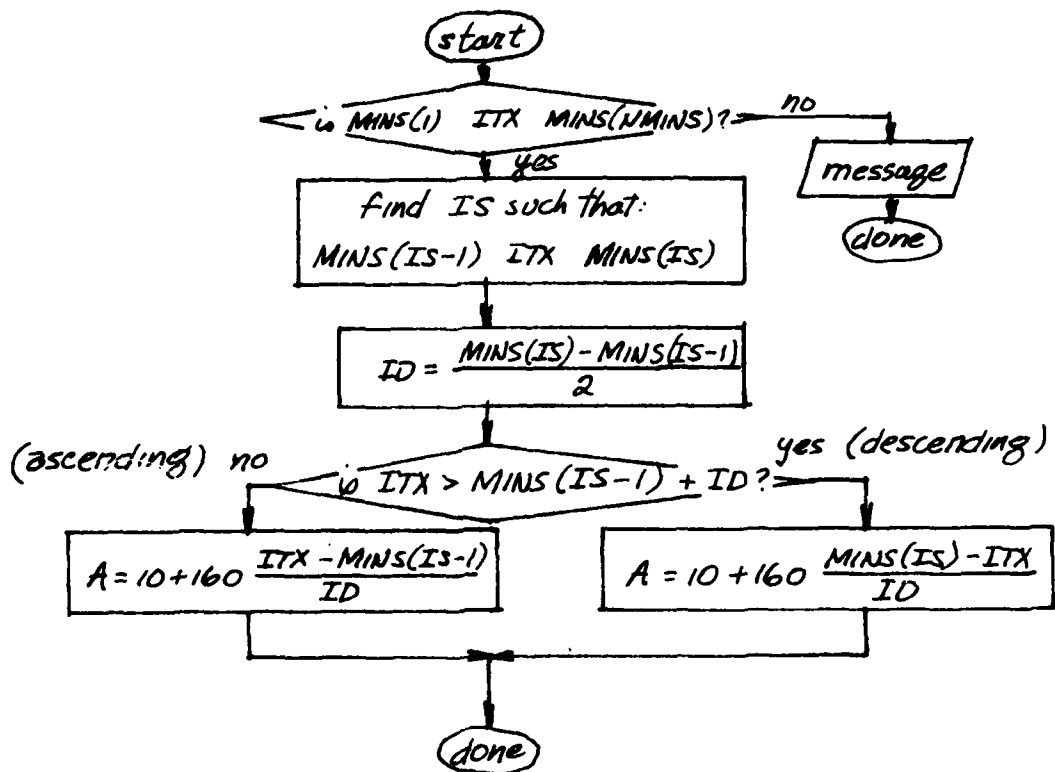 start
is MINS(1) ITX MINS(NMINS)?
no
yes
message
done
find IS such that:
MINS(IS-1) ITX MINS(IS)
ID = MINS(IS) - MINS(IS-1)
2
(ascending) no
yes (descending)
is ITX > MINS(IS-1) + ID?
A = 10 + 160 ITX - MINS(IS-1)
ID
A = 10 + 160 MINS(IS) - ITX
ID
done